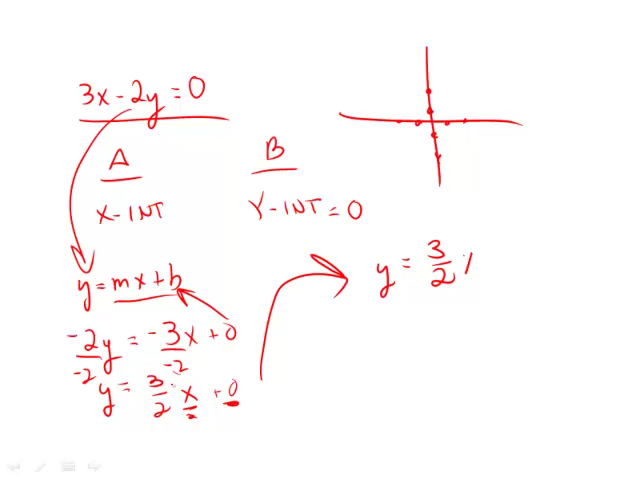 3x - 2y = 0
A
B
X-INT
Y-INT = 0
y = mx + b
y = 3/2
-2y/-2 = -3x/-2 + 0
y = 3/2 x + 0